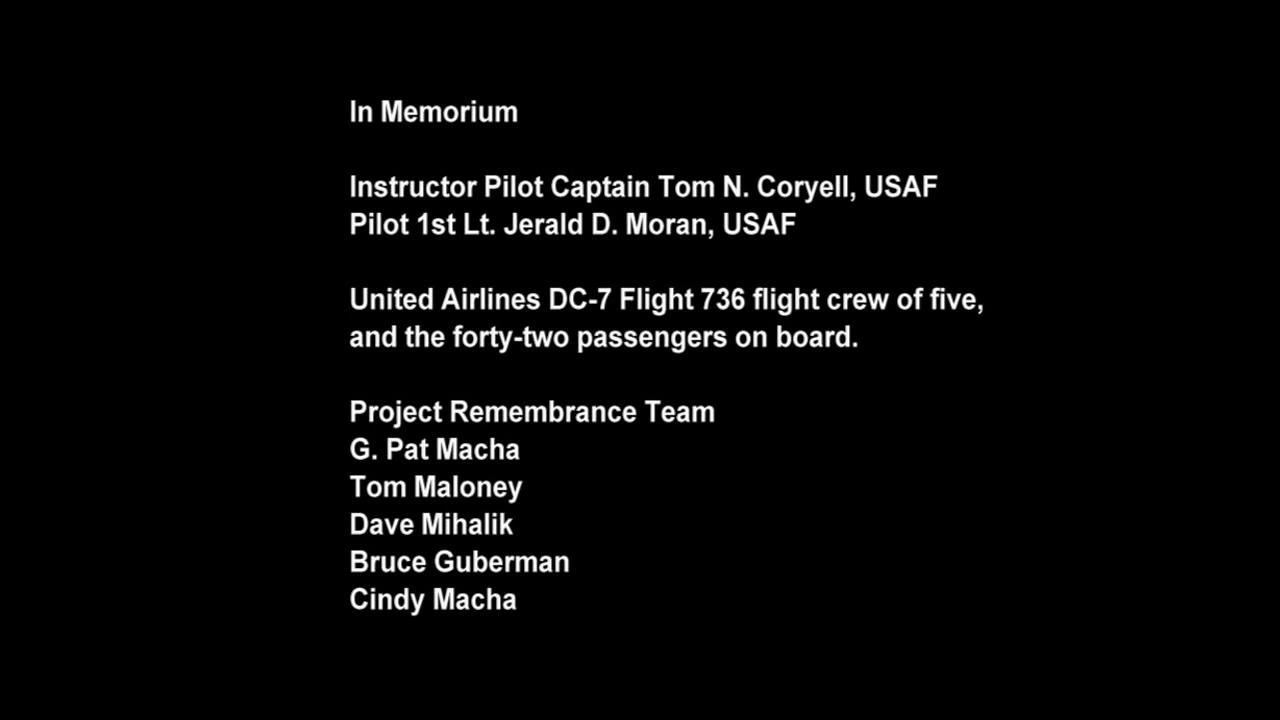 In Memorium
Instructor Pilot Captain Tom N. Coryell, USAF
Pilot 1st Lt. Jerald D. Moran, USAF
United Airlines DC-7 Flight 736 flight crew of five,
and the forty-two passengers on board.
Project Remembrance Team
G. Pat Macha
Tom Maloney
Dave Mihalik
Bruce Guberman
Cindy Macha